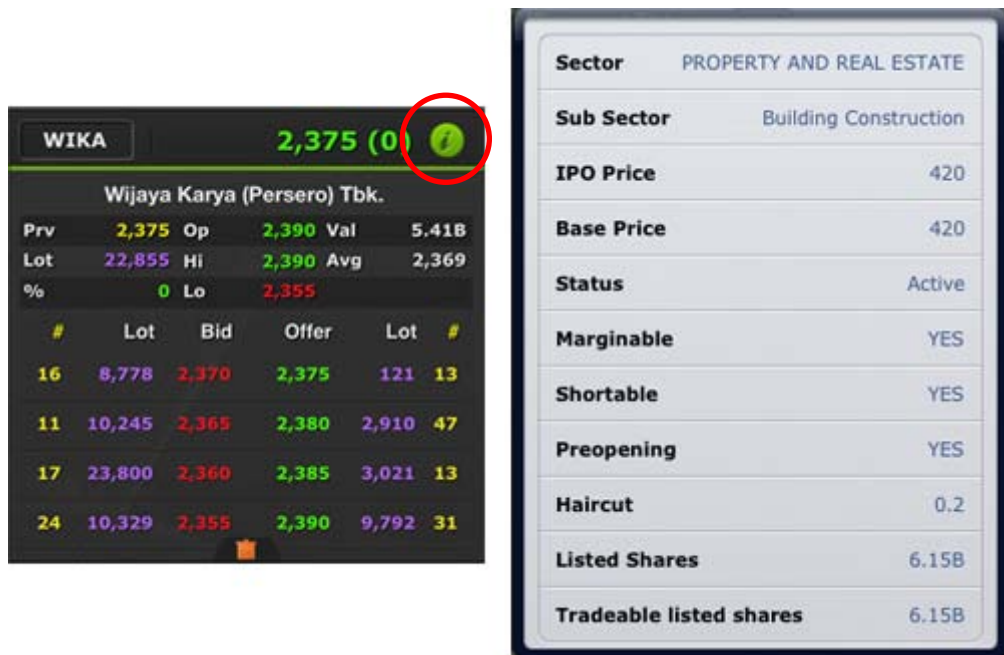 WIKA 2,375 (0) i
Wijaya Karya (Persero) Tbk.
Prv 2,375 Op 2,390 Val 5.41B
Lot 22,855 Hi 2,390 Avg 2,369
% 0 Lo 2,355
# Lot Bid Offer Lot #
16 8,778 2,370 2,375 121 13
11 10,245 2,365 2,380 2,910 47
17 23,800 2,360 2,385 3,021 13
24 10,329 2,355 2,390 9,792 31
Sector PROPERTY AND REAL ESTATE
Sub Sector Building Construction
IPO Price 420
Base Price 420
Status Active
Marginable YES
Shortable YES
Preopening YES
Haircut 0.2
Listed Shares 6.15B
Tradeable listed shares 6.15B